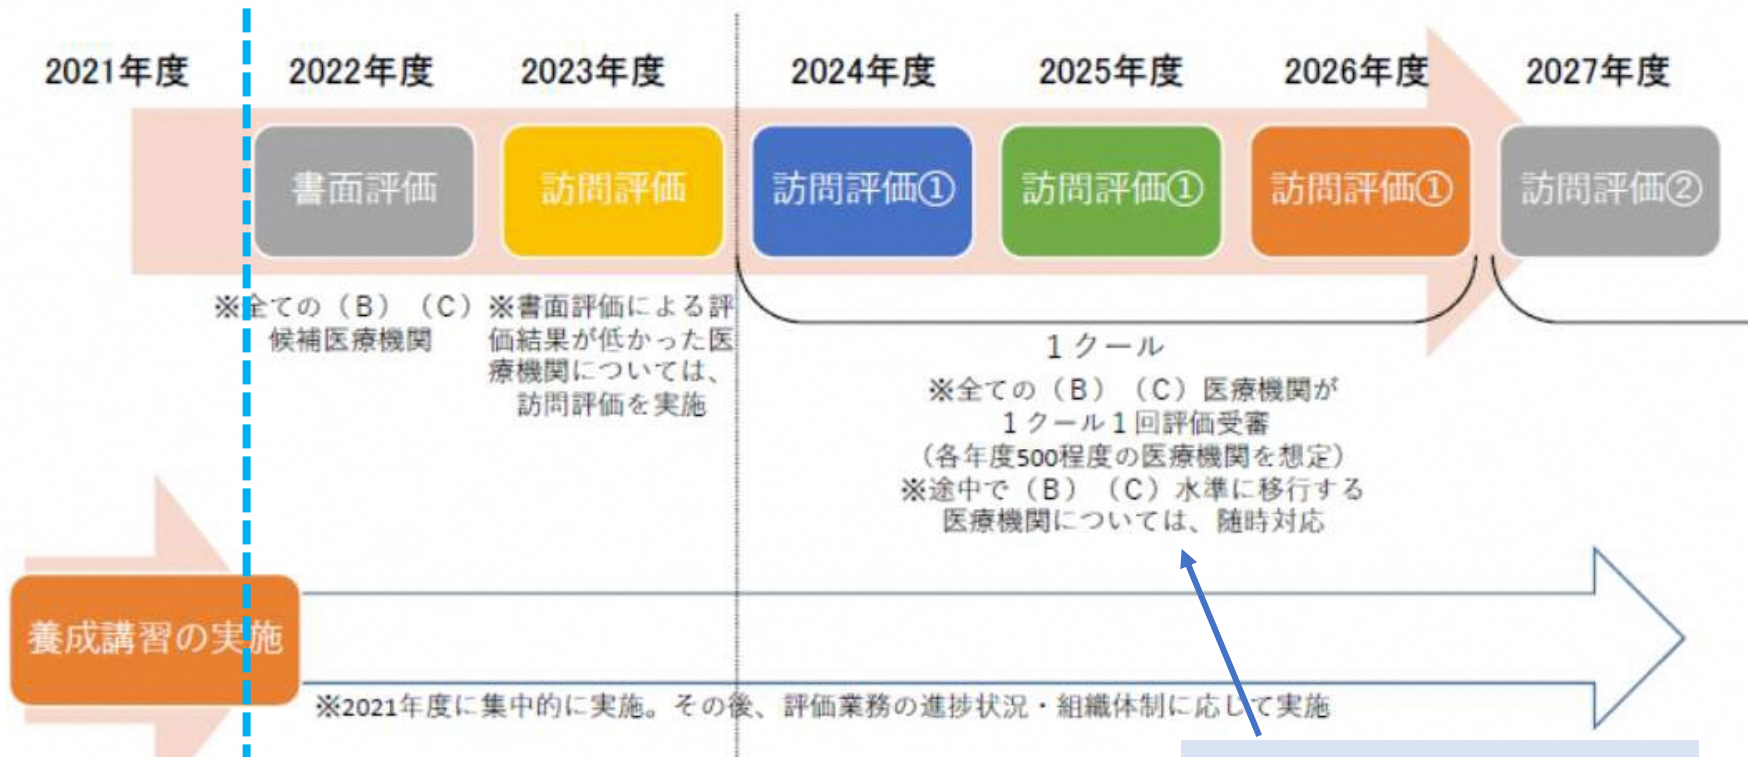 2021年度
2022年度
2023年度
2024年度
2025年度
2026年度
2027年度
書面評価
訪問評価
訪問評価①
訪問評価①
訪問評価①
訪問評価②
※全ての（B）（C）
候補医療機関
※書面評価による評
価結果が低かった医
療機関については、
訪問評価を実施
１クール
※全ての（B）（C）医療機関が
１クール１回評価受審
（各年度500程度の医療機関を想定）
※途中で（B）（C）水準に移行する
医療機関については、随時対応
養成講習の実施
※2021年度に集中的に実施。その後、評価業務の進捗状況・組織体制に応じて実施